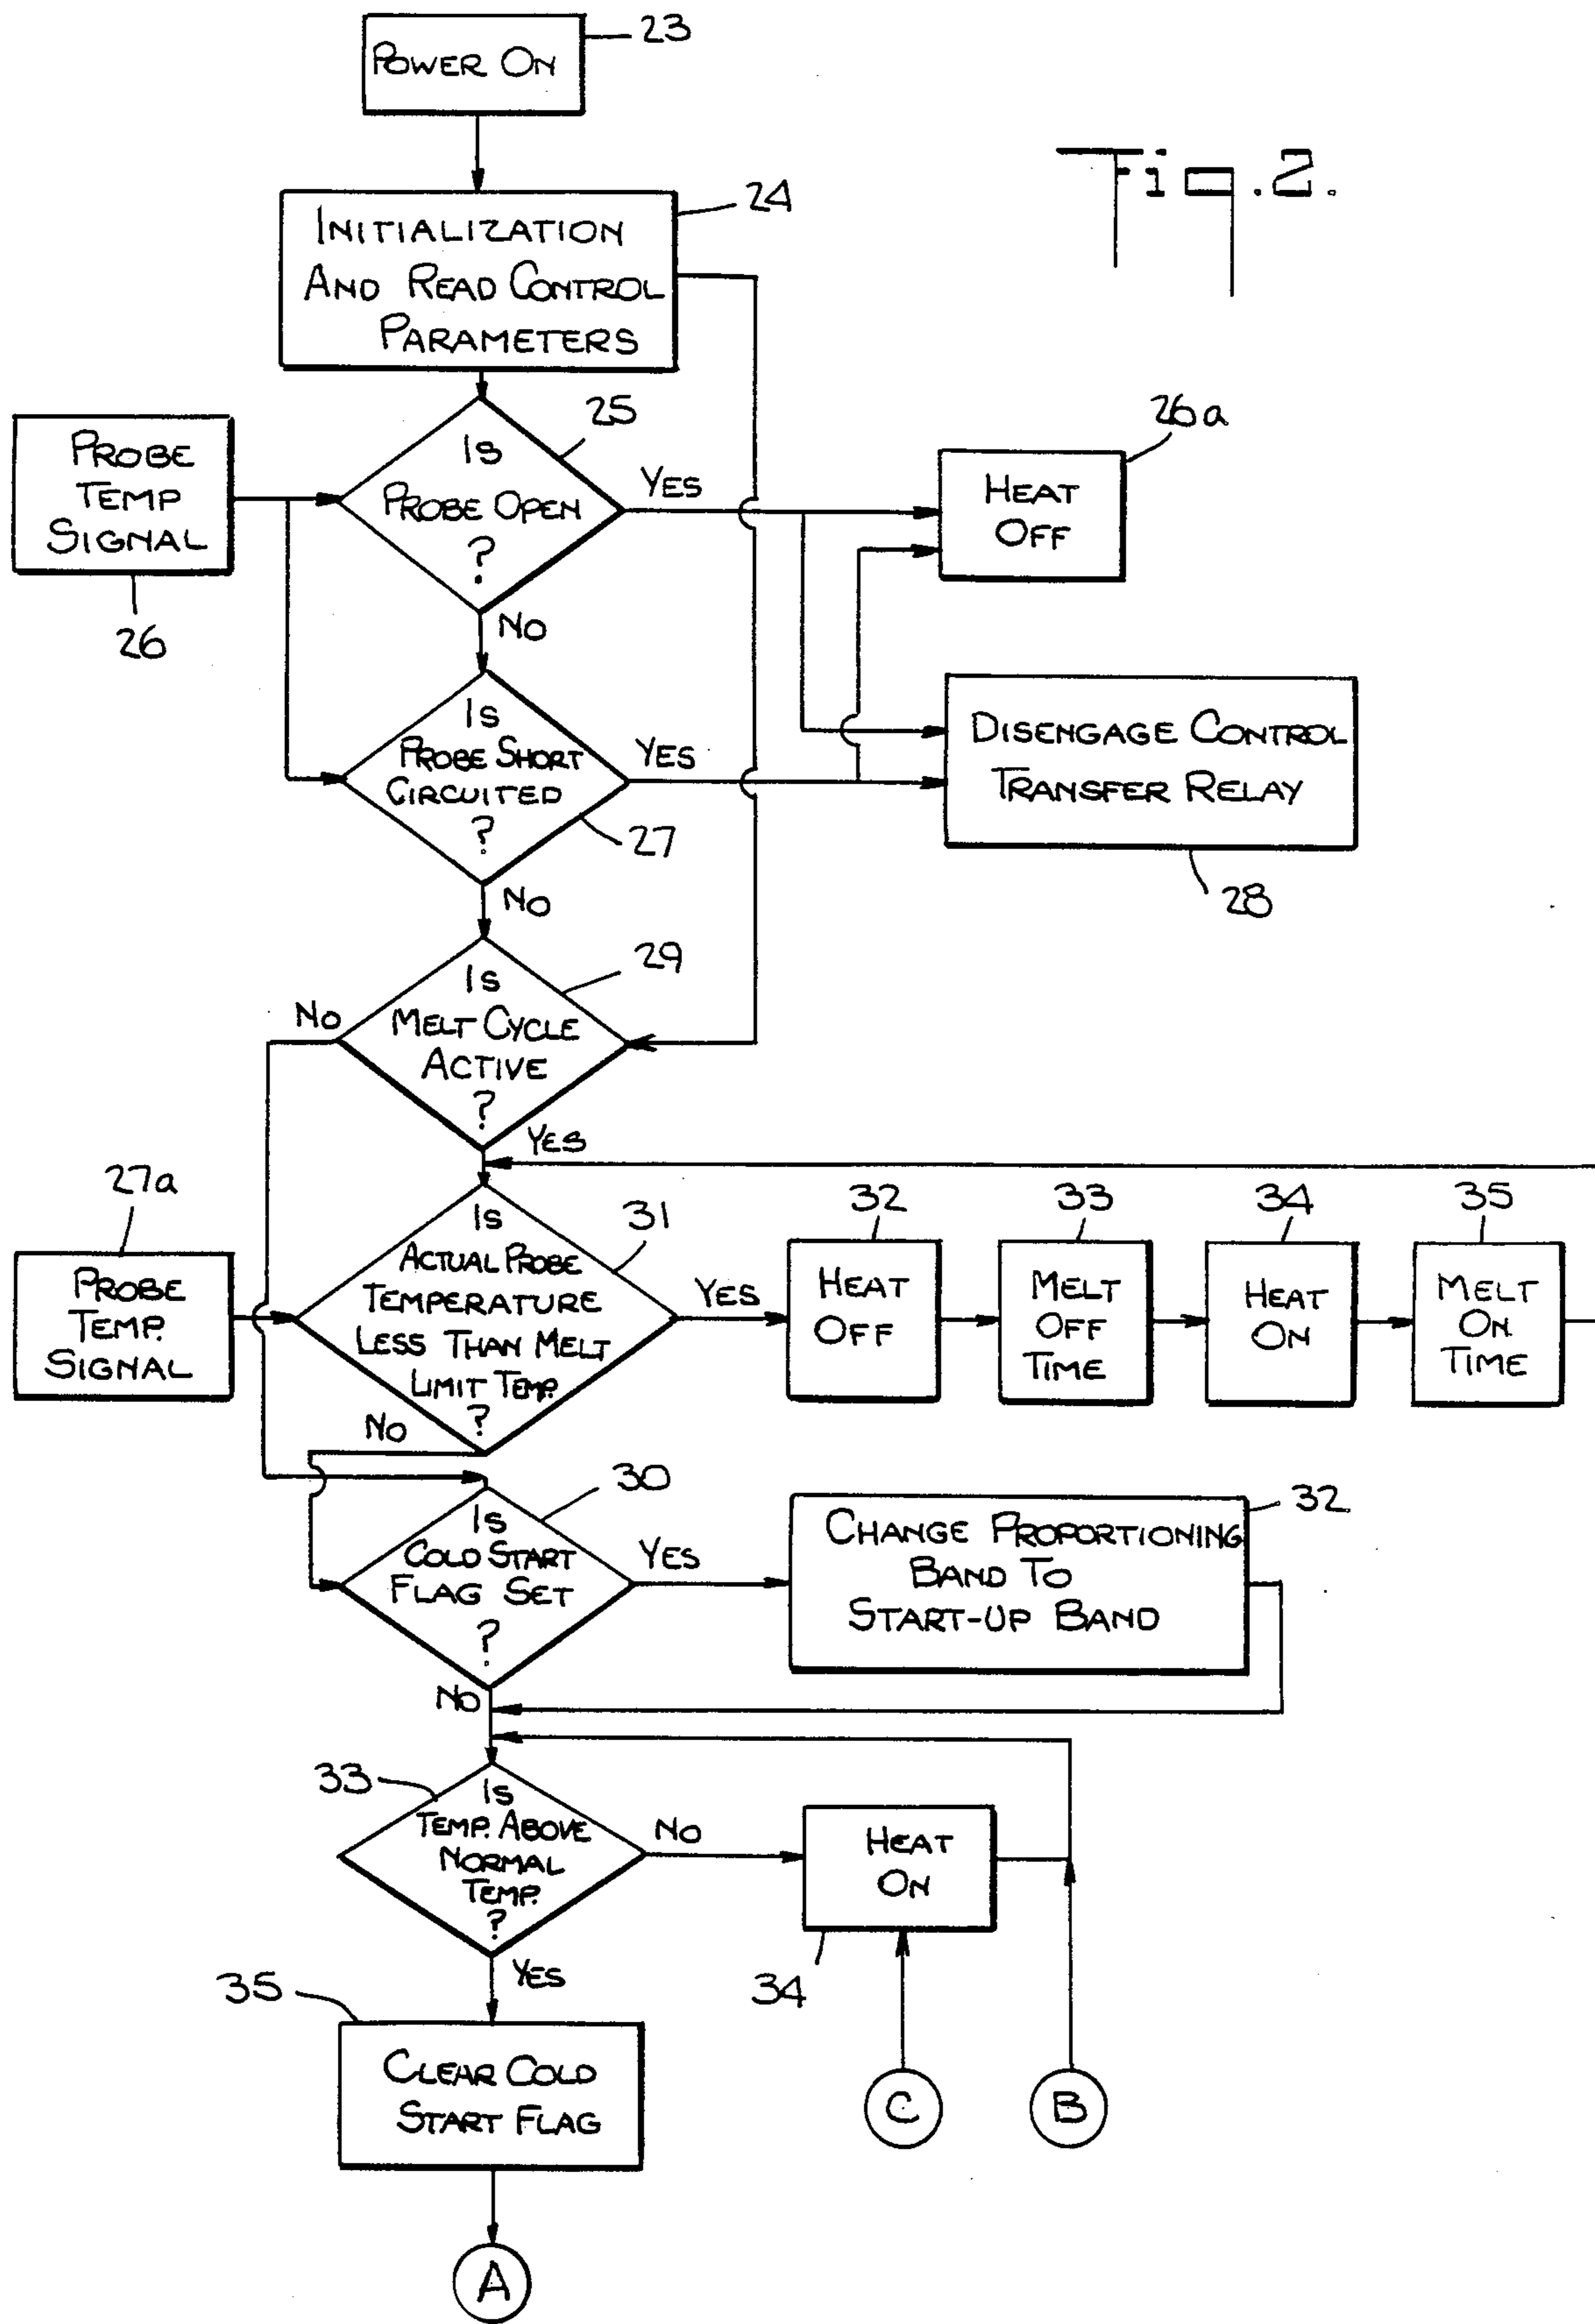 23
POWER ON
Fig. 2.
24
INITIALIZATION
AND READ CONTROL
PARAMETERS
25
26a
PROBE
TEMP
SIGNAL
26
IS
PROBE OPEN
?
YES
HEAT
OFF
NO
IS
PROBE SHORT
CIRCUITED
?
YES
27
DISENGAGE CONTROL
TRANSFER RELAY
28
NO
29
IS
MELT CYCLE
ACTIVE
?
NO
YES
27a
PROBE
TEMP.
SIGNAL
31
IS
ACTUAL PROBE
TEMPERATURE
LESS THAN MELT
LIMIT TEMP.
?
YES
32
HEAT
OFF
33
MELT
OFF
TIME
34
HEAT
ON
35
MELT
ON
TIME
NO
30
IS
COLD START
FLAG SET
?
YES
32
CHANGE PROPORTIONING
BAND TO
START-UP BAND
NO
33
IS
TEMP. ABOVE
NORMAL
TEMP.
?
NO
HEAT
ON
34
YES
35
CLEAR COLD
START FLAG
C
B
A